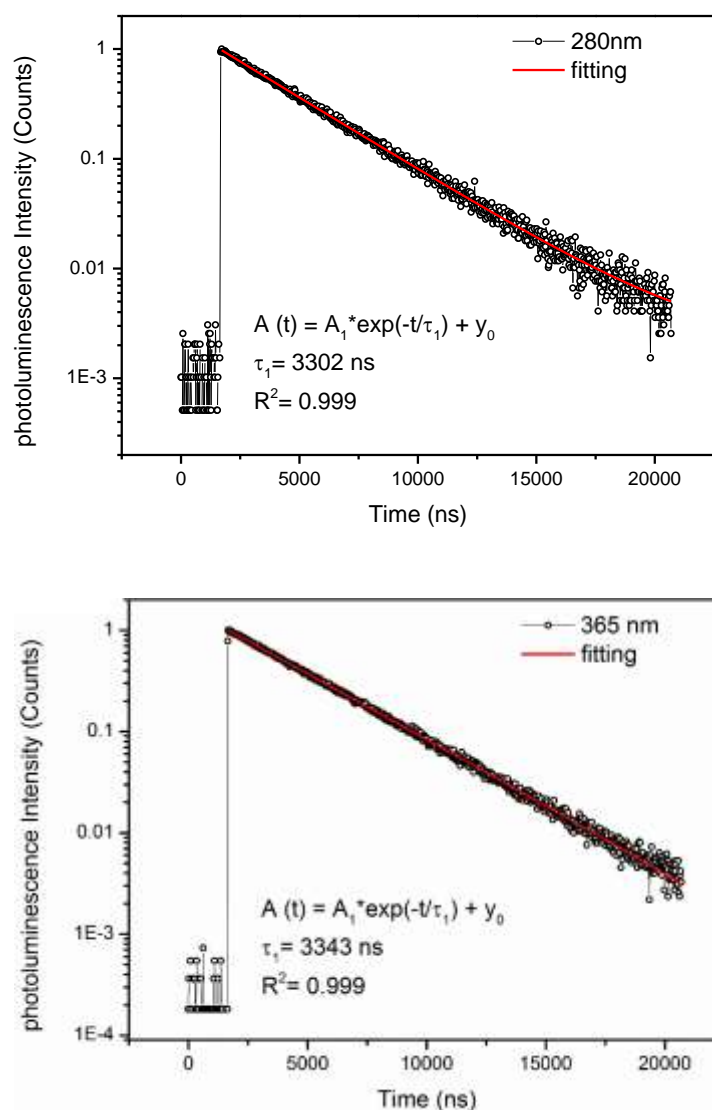 photoluminescence Intensity (Counts)
1
0.1
0.01
1E-3
280nm
fitting
A (t) = A₁*exp(-t/τ₁) + y₀
τ₁= 3302 ns
R²= 0.999
0 5000 10000 15000 20000
Time (ns)
photoluminescence Intensity (Counts)
1
0.1
0.01
1E-3
1E-4
365 nm
fitting
A (t) = A₁*exp(-t/τ₁) + y₀
τ₁= 3343 ns
R²= 0.999
0 5000 10000 15000 20000
Time (ns)